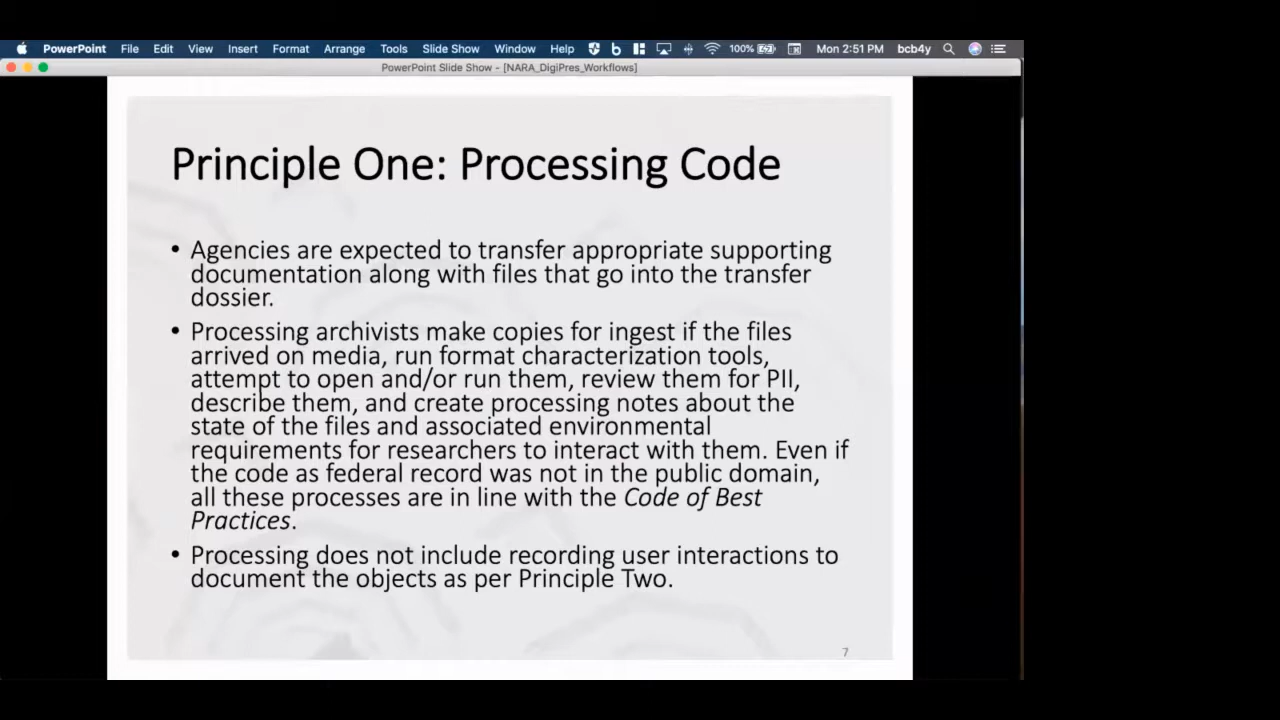 PowerPoint File Edit View Insert Format Arrange Tools Slide Show Window Help 100% Mon 2:51 PM bcb4y
PowerPoint Slide Show - [NARA_DigiPres_Workflows]
Principle One: Processing Code
• Agencies are expected to transfer appropriate supporting
documentation along with files that go into the transfer
dossier.
• Processing archivists make copies for ingest if the files
arrived on media, run format characterization tools,
attempt to open and/or run them, review them for PII,
describe them, and create processing notes about the
state of the files and associated environmental
requirements for researchers to interact with them. Even if
the code as federal record was not in the public domain,
all these processes are in line with the Code of Best
Practices.
• Processing does not include recording user interactions to
document the objects as per Principle Two.
7